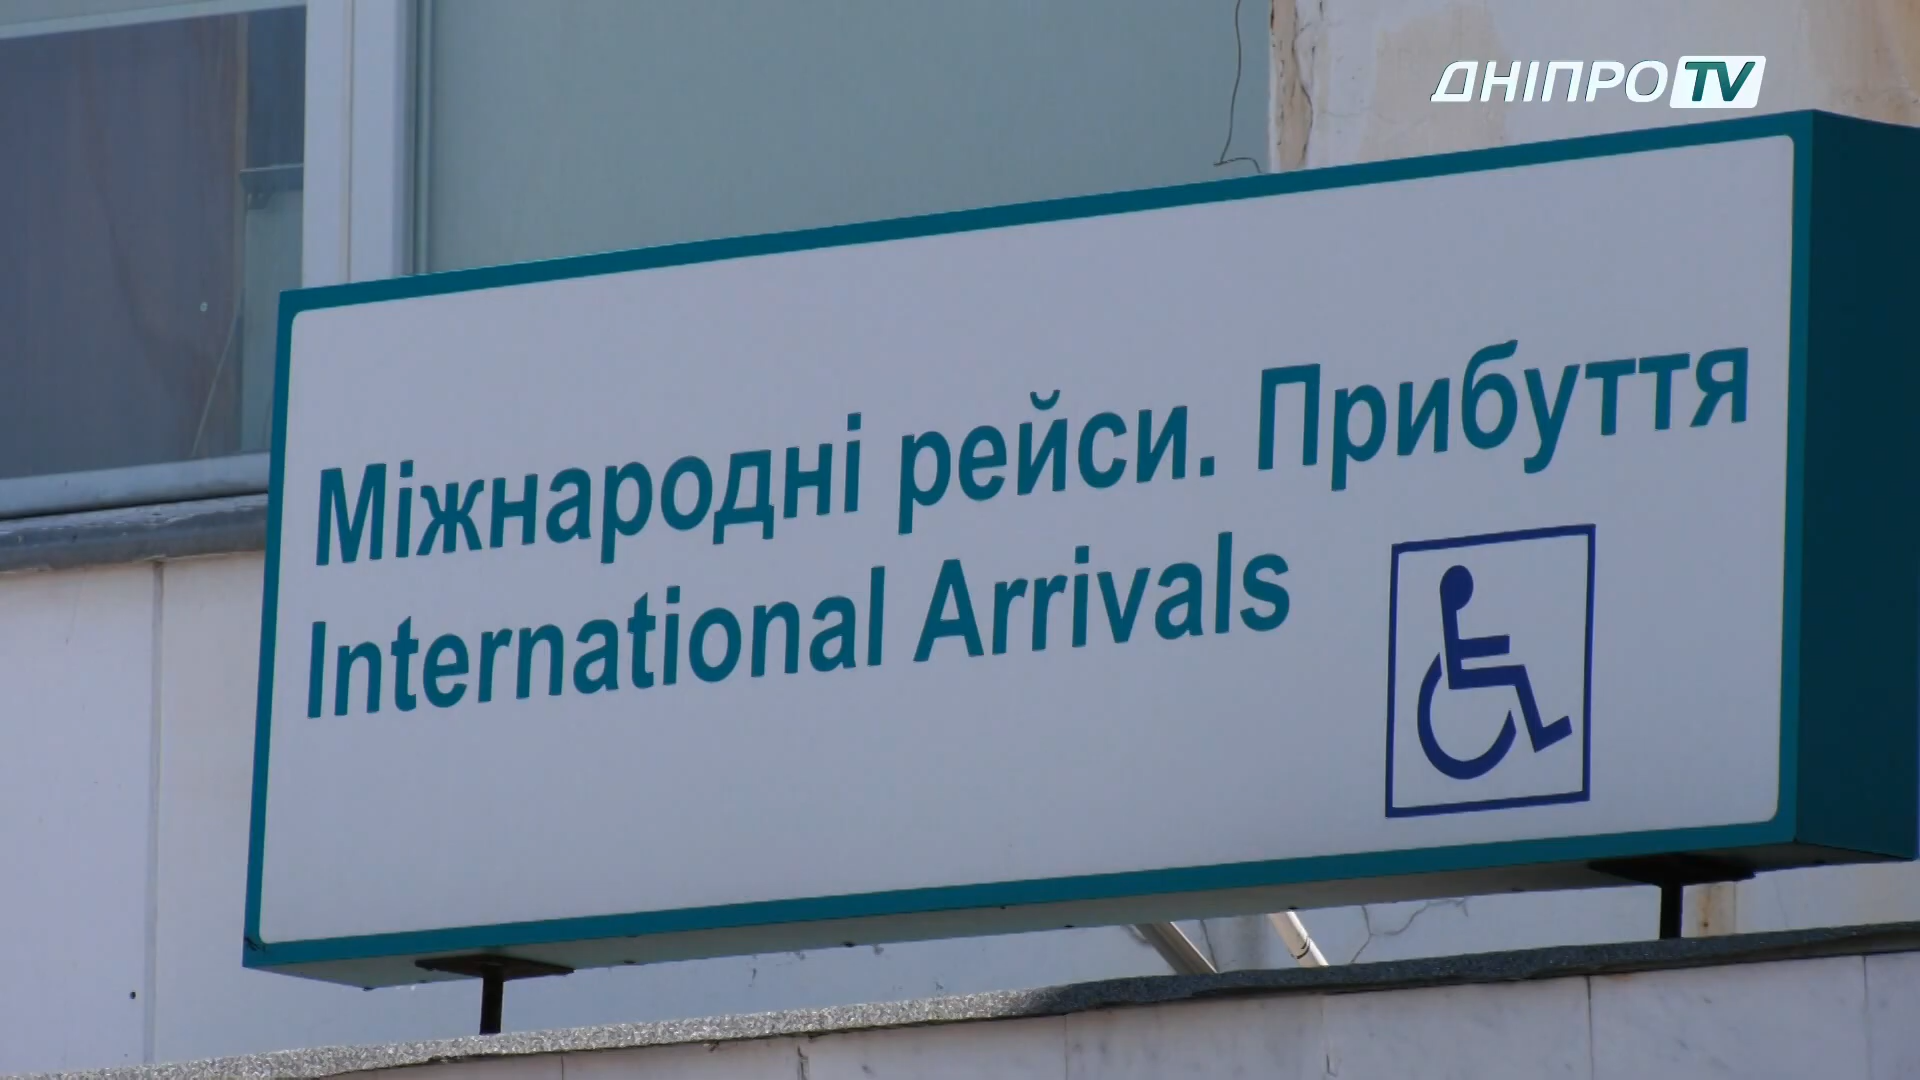 ДНІПРО TV
Міжнародні рейси. Прибуття
International Arrivals